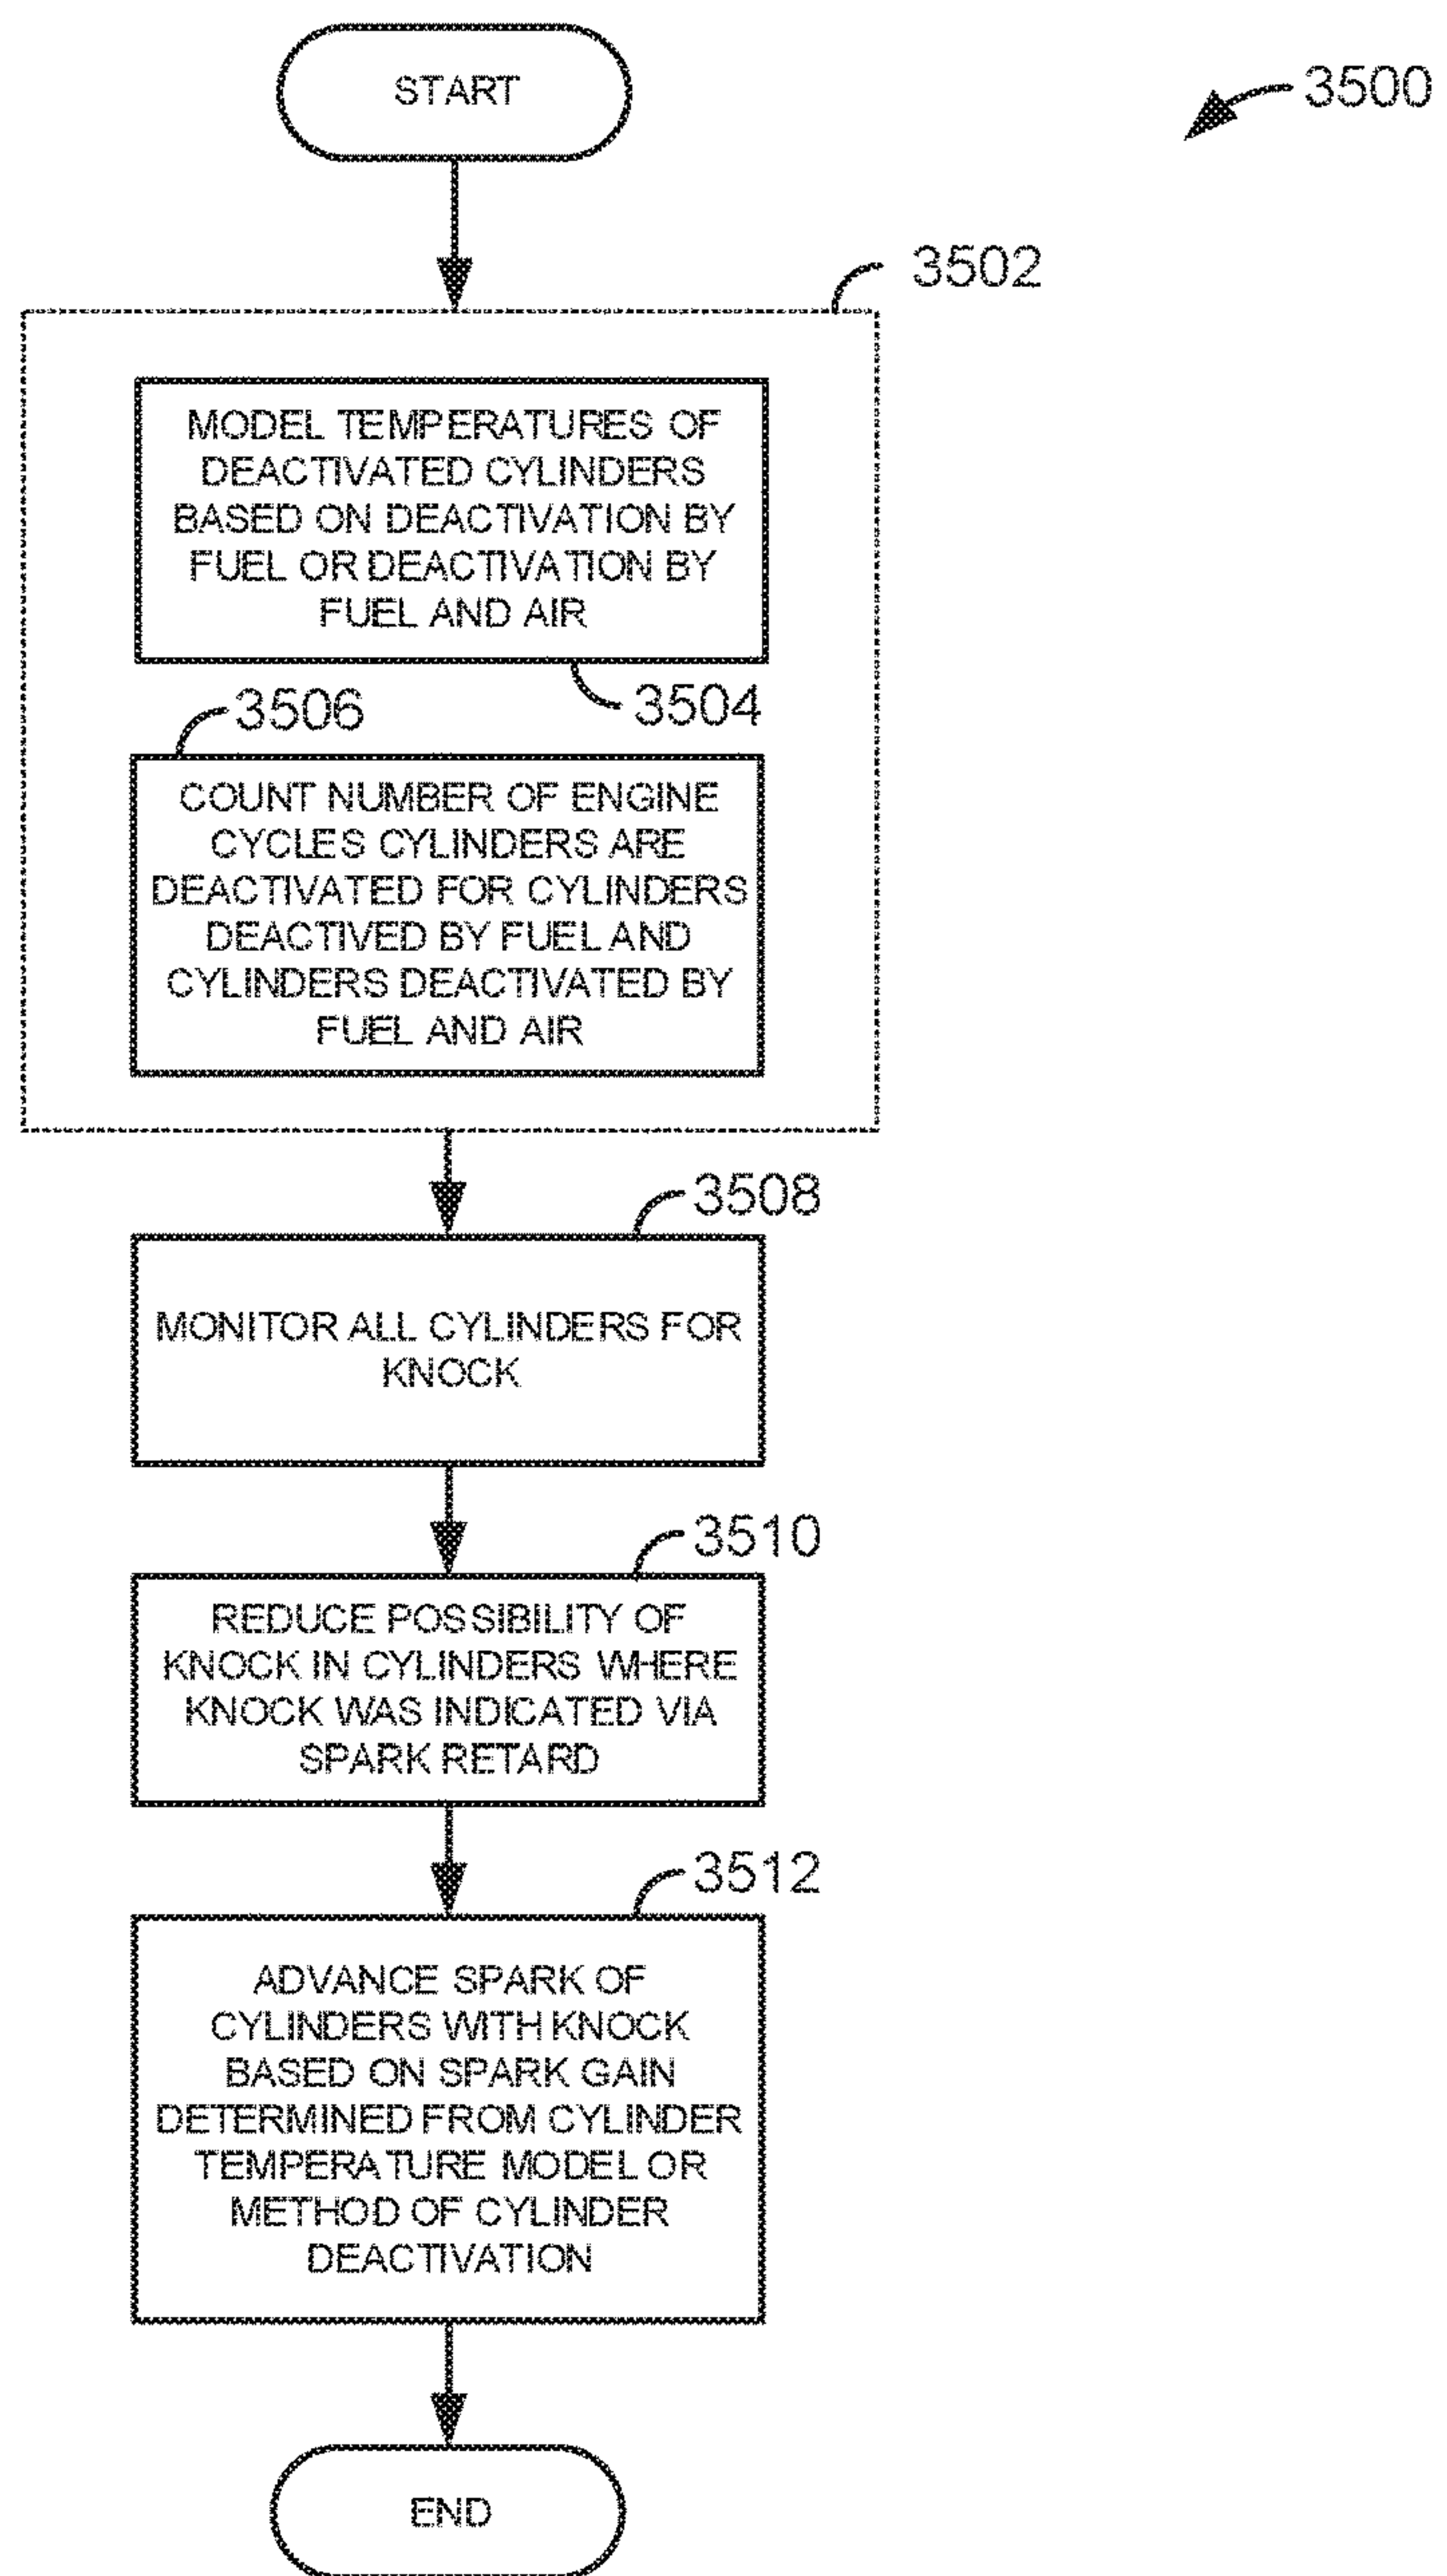 START
3500
3502
MODEL TEMPERATURES OF
DEACTIVATED CYLINDERS
BASED ON DEACTIVATION BY
FUEL OR DEACTIVATION BY
FUEL AND AIR
3504
3506
COUNT NUMBER OF ENGINE
CYCLES CYLINDERS ARE
DEACTIVATED FOR CYLINDERS
DEACTIVED BY FUEL AND
CYLINDERS DEACTIVATED BY
FUEL AND AIR
3508
MONITOR ALL CYLINDERS FOR
KNOCK
3510
REDUCE POSSIBILITY OF
KNOCK IN CYLINDERS WHERE
KNOCK WAS INDICATED VIA
SPARK RETARD
3512
ADVANCE SPARK OF
CYLINDERS WITH KNOCK
BASED ON SPARK GAIN
DETERMINED FROM CYLINDER
TEMPERATURE MODEL OR
METHOD OF CYLINDER
DEACTIVATION
END